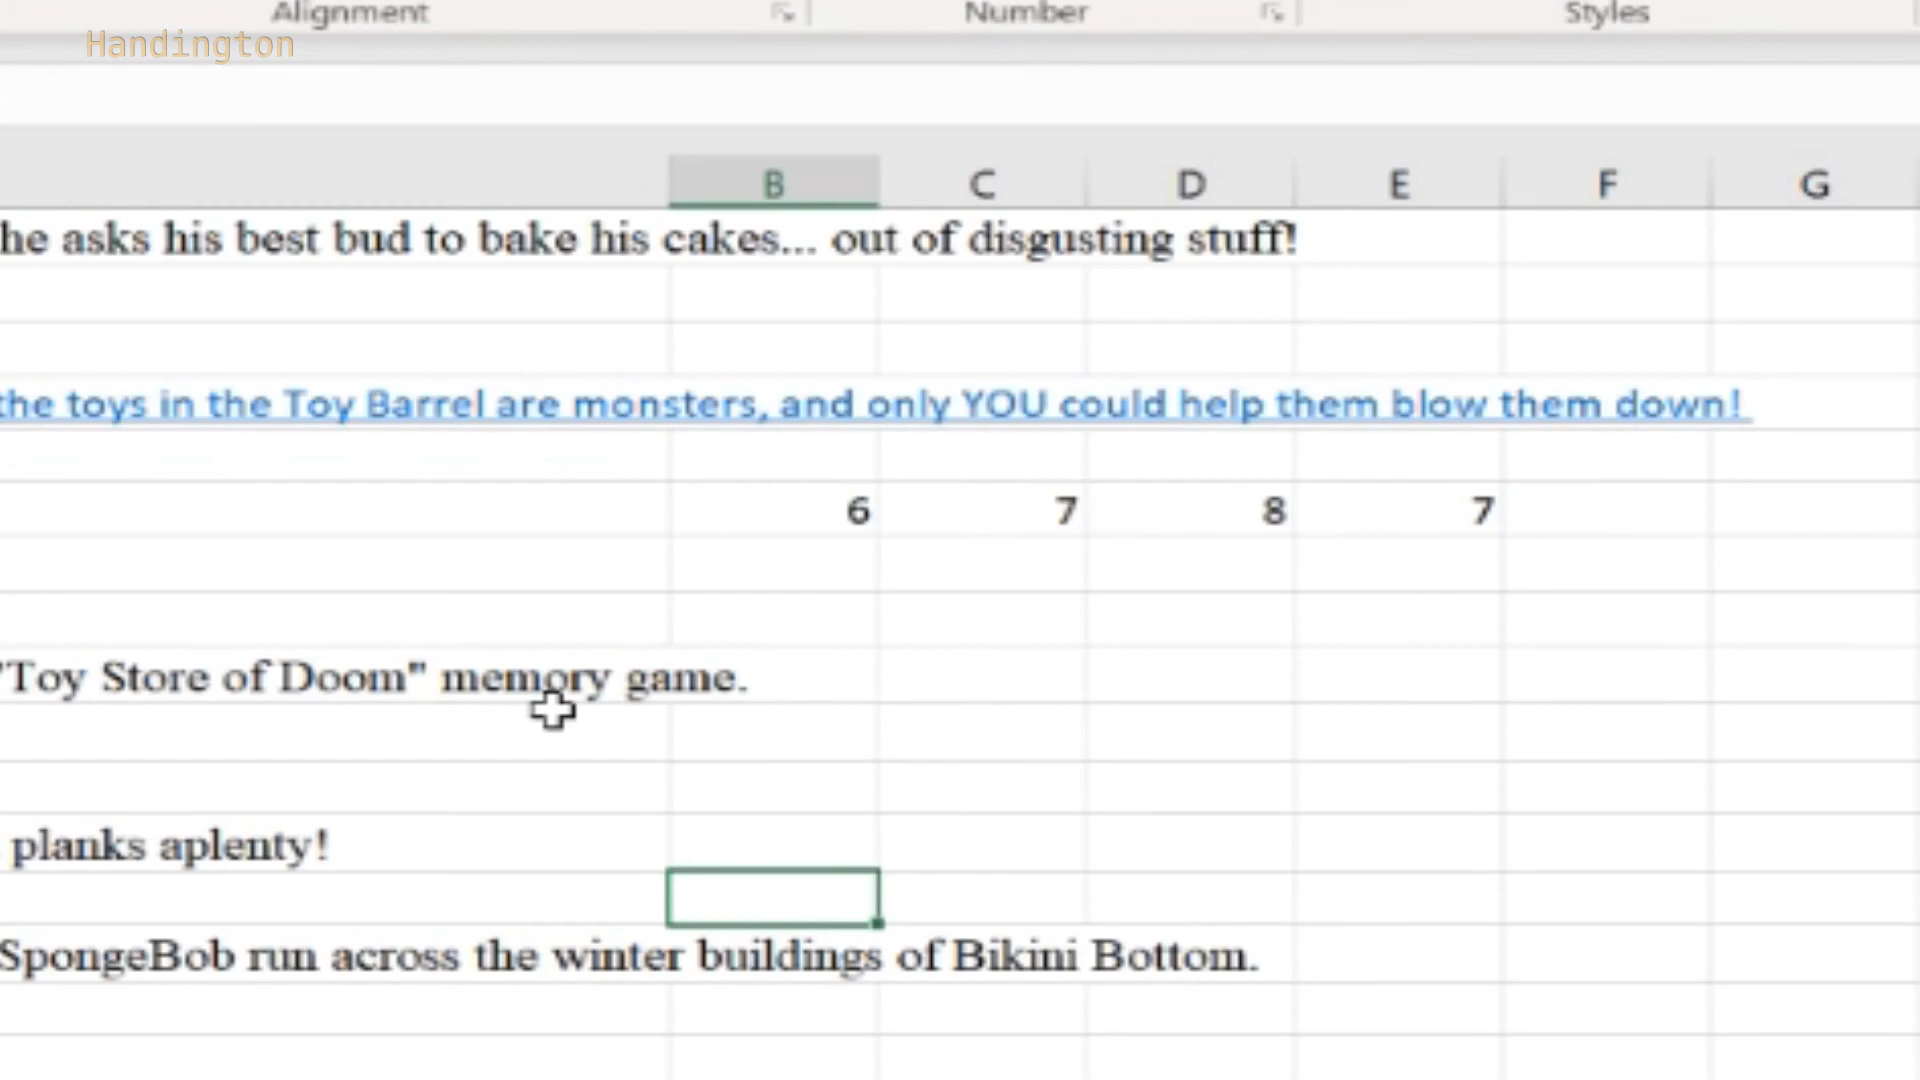 Alignment Number Styles
Handington
B C D E F G
he asks his best bud to bake his cakes... out of disgusting stuff!
the toys in the Toy Barrel are monsters, and only YOU could help them blow them down!
6 7 8 7
"Toy Store of Doom" memory game.
planks aplenty!
SpongeBob run across the winter buildings of Bikini Bottom.